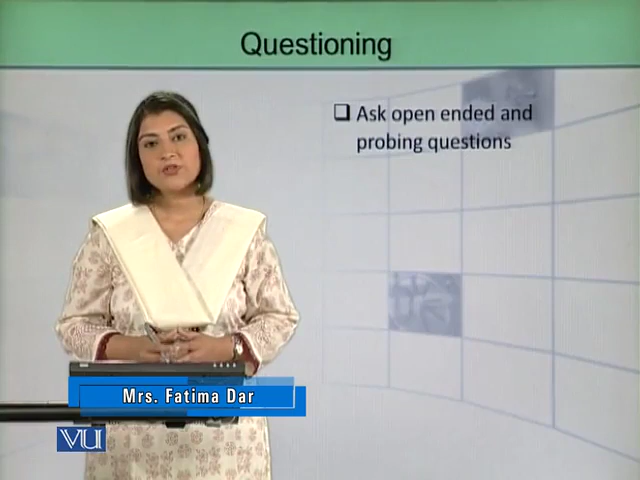 Questioning
❑ Ask open ended and
probing questions
Mrs. Fatima Dar
VU